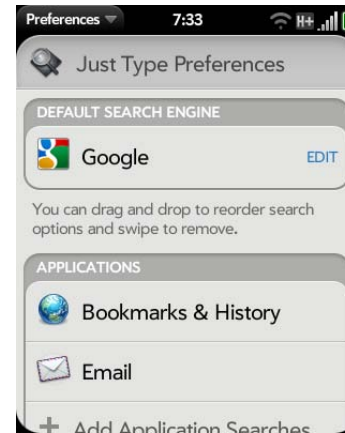 Preferences 7:33 H+
Just Type Preferences
DEFAULT SEARCH ENGINE
Google EDIT
You can drag and drop to reorder search
options and swipe to remove.
APPLICATIONS
Bookmarks & History
Email
+ Add Application Searches